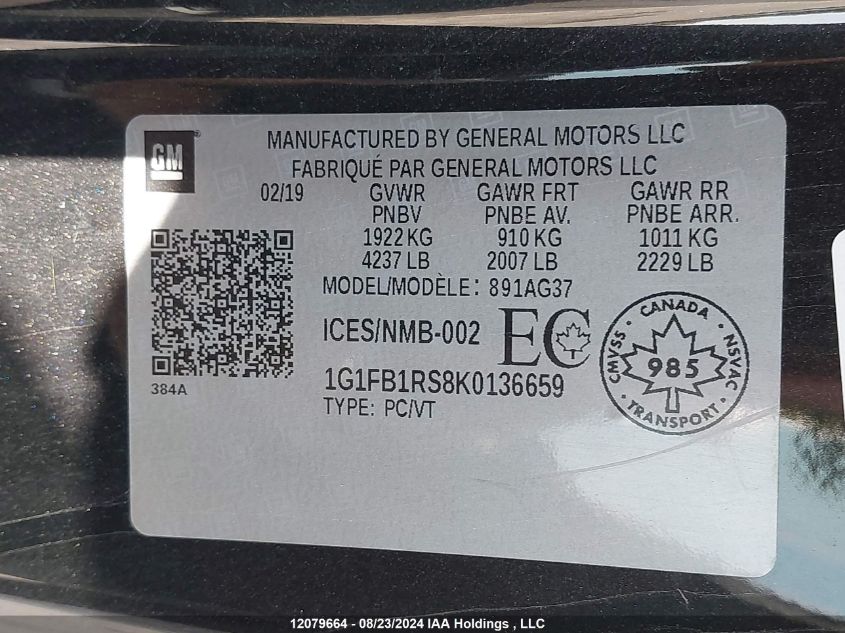 GM ®
MANUFACTURED BY GENERAL MOTORS LLC
FABRIQUÉ PAR GENERAL MOTORS LLC
02/19 GVWR GAWR FRT GAWR RR
PNBV PNBE AV. PNBE ARR.
1922 KG 910 KG 1011 KG
4237 LB 2007 LB 2229 LB
MODEL/MODÈLE: 891AG37
ICES/NMB-002 EC
1G1FB1RS8K0136659
TYPE: PC/VT
384A
CANADA
CMVSS 985 NSVAC
TRANSPORT
12079664 - 08/23/2024 IAA Holdings , LLC